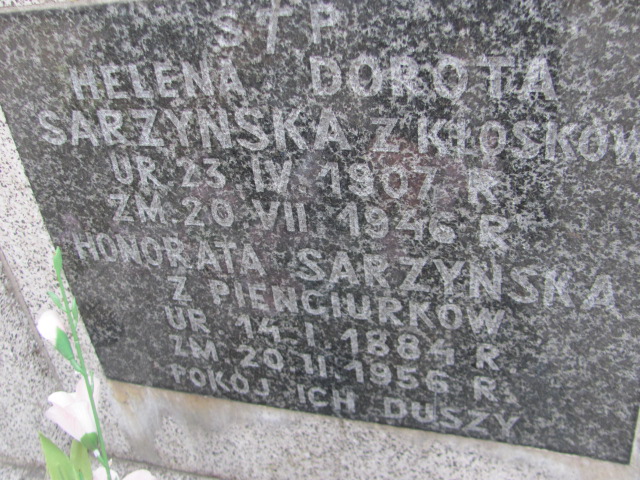 S†P
HELENA DOROTA
SARZYŃSKA Z KŁOSKÓW
UR 23 IV 1907 R
ZM. 20. VII. 1946 R
HONORATA SARZYŃSKA
Z PIENCIURKÓW
UR. 14-I. 1884 R
ZM. 20. II. 1956 R.
POKÓJ ICH DUSZY